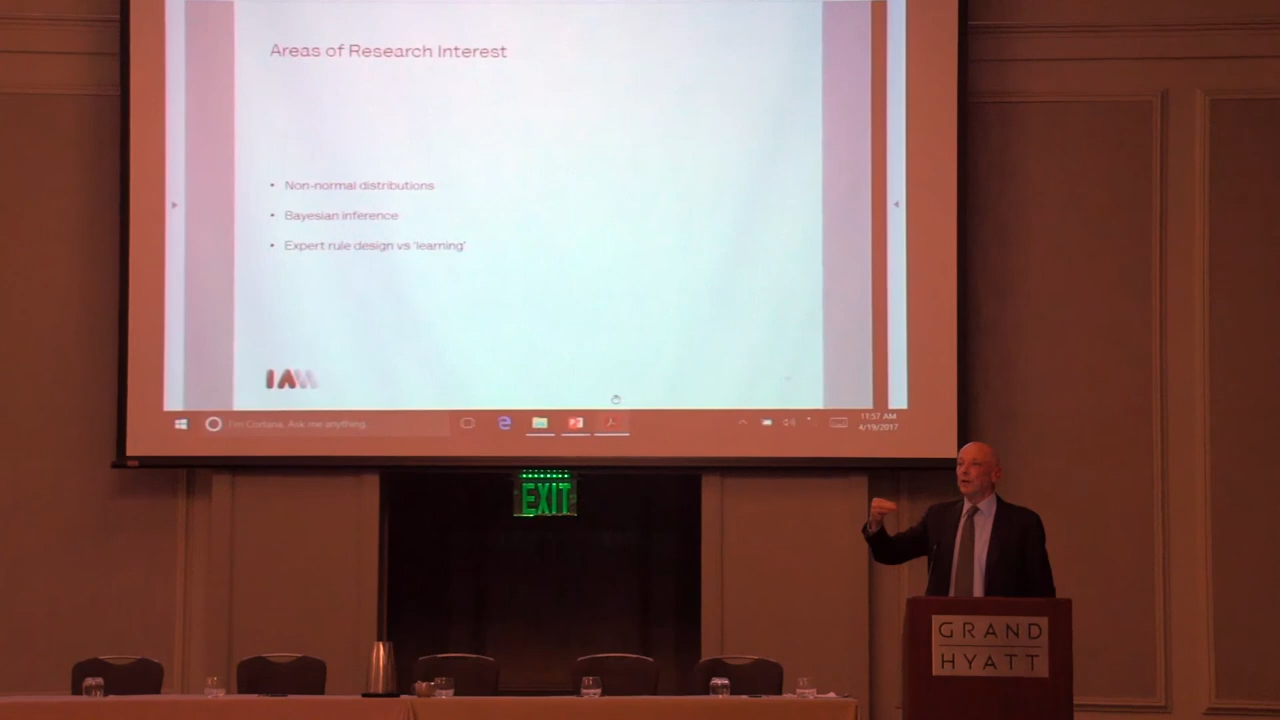 Areas of Research Interest
• Non-normal distributions
• Bayesian inference
• Expert rule design vs 'learning'
I AM
I'm Cortana. Ask me anything.
11:57 AM
4/19/2017
EXIT
GRAND
HYATT